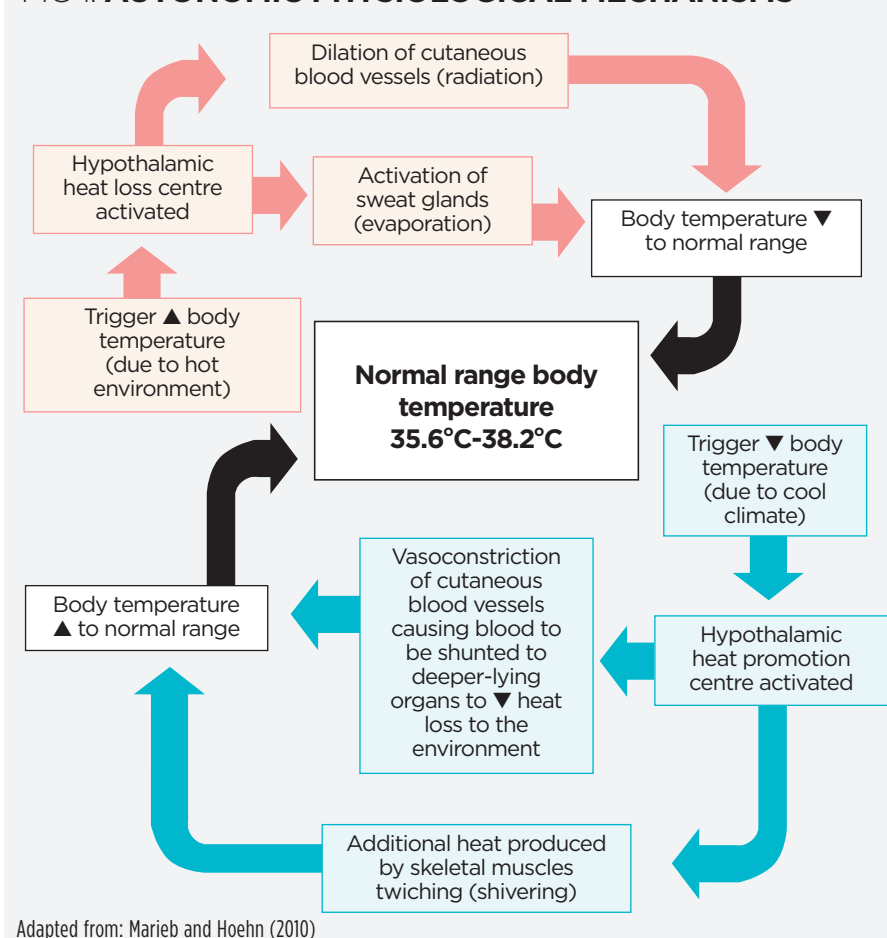 AUTONOMIC PHYSIOLOGICAL MECHANISMS
Dilation of cutaneous
blood vessels (radiation)
Hypothalamic
heat loss centre
activated
Activation of
sweat glands
(evaporation)
Body temperature ▼
to normal range
Trigger ▲ body
temperature
(due to hot
environment)
Normal range body
temperature
35.6°C-38.2°C
Trigger ▼ body
temperature
(due to cool
climate)
Vasoconstriction
of cutaneous
blood vessels
causing blood to
be shunted to
deeper-lying
organs to ▼ heat
loss to the
environment
Body temperature
▲ to normal range
Hypothalamic
heat promotion
centre activated
Additional heat produced
by skeletal muscles
twiching (shivering)
Adapted from: Marieb and Hoehn (2010)